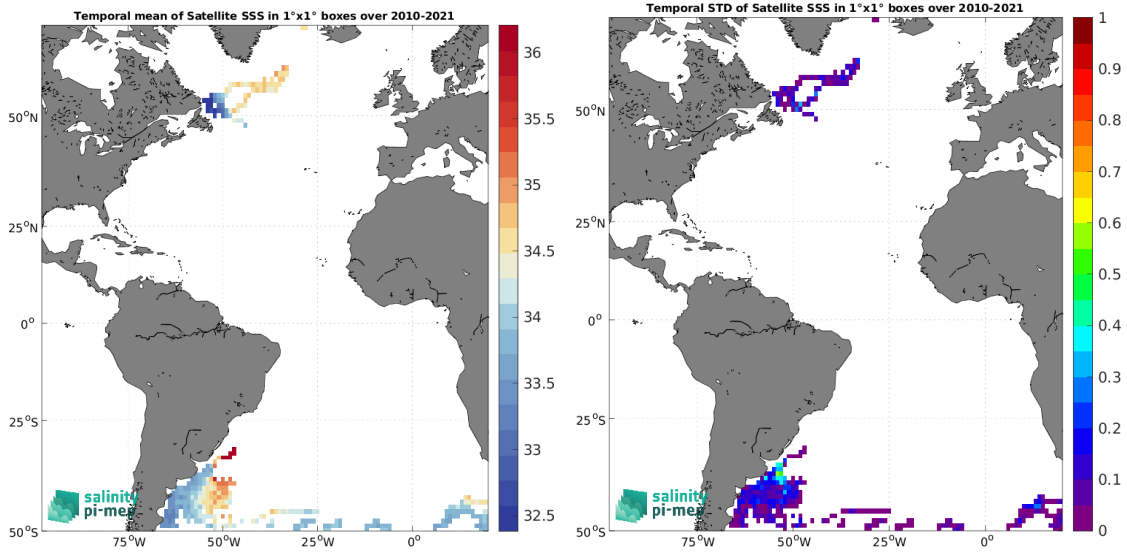 Temporal mean of Satellite SSS in 1°x1° boxes over 2010-2021
50°N
25°N
0°
25°S
50°S
75°W
50°W
25°W
0°
36
35.5
35
34.5
34
33.5
33
32.5
salinity
pi-mep
Temporal STD of Satellite SSS in 1°x1° boxes over 2010-2021
50°N
25°N
0°
25°S
50°S
75°W
50°W
25°W
0°
1
0.9
0.8
0.7
0.6
0.5
0.4
0.3
0.2
0.1
0
salinity
pi-mep